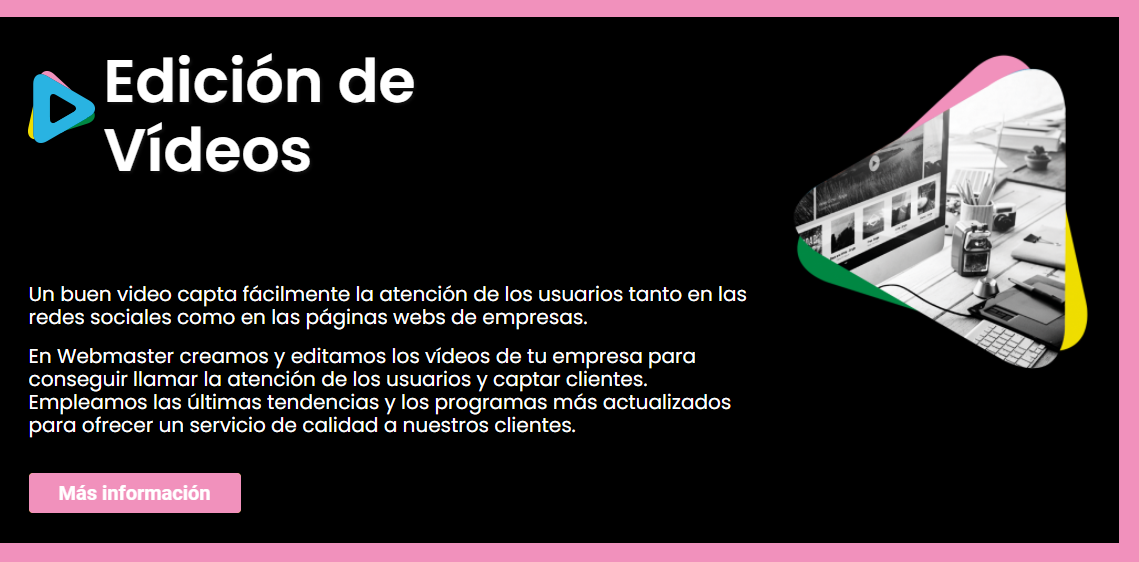 Edición de
Vídeos
Un buen video capta fácilmente la atención de los usuarios tanto en las
redes sociales como en las páginas webs de empresas.
En Webmaster creamos y editamos los vídeos de tu empresa para
conseguir llamar la atención de los usuarios y captar clientes.
Empleamos las últimas tendencias y los programas más actualizados
para ofrecer un servicio de calidad a nuestros clientes.
Más información